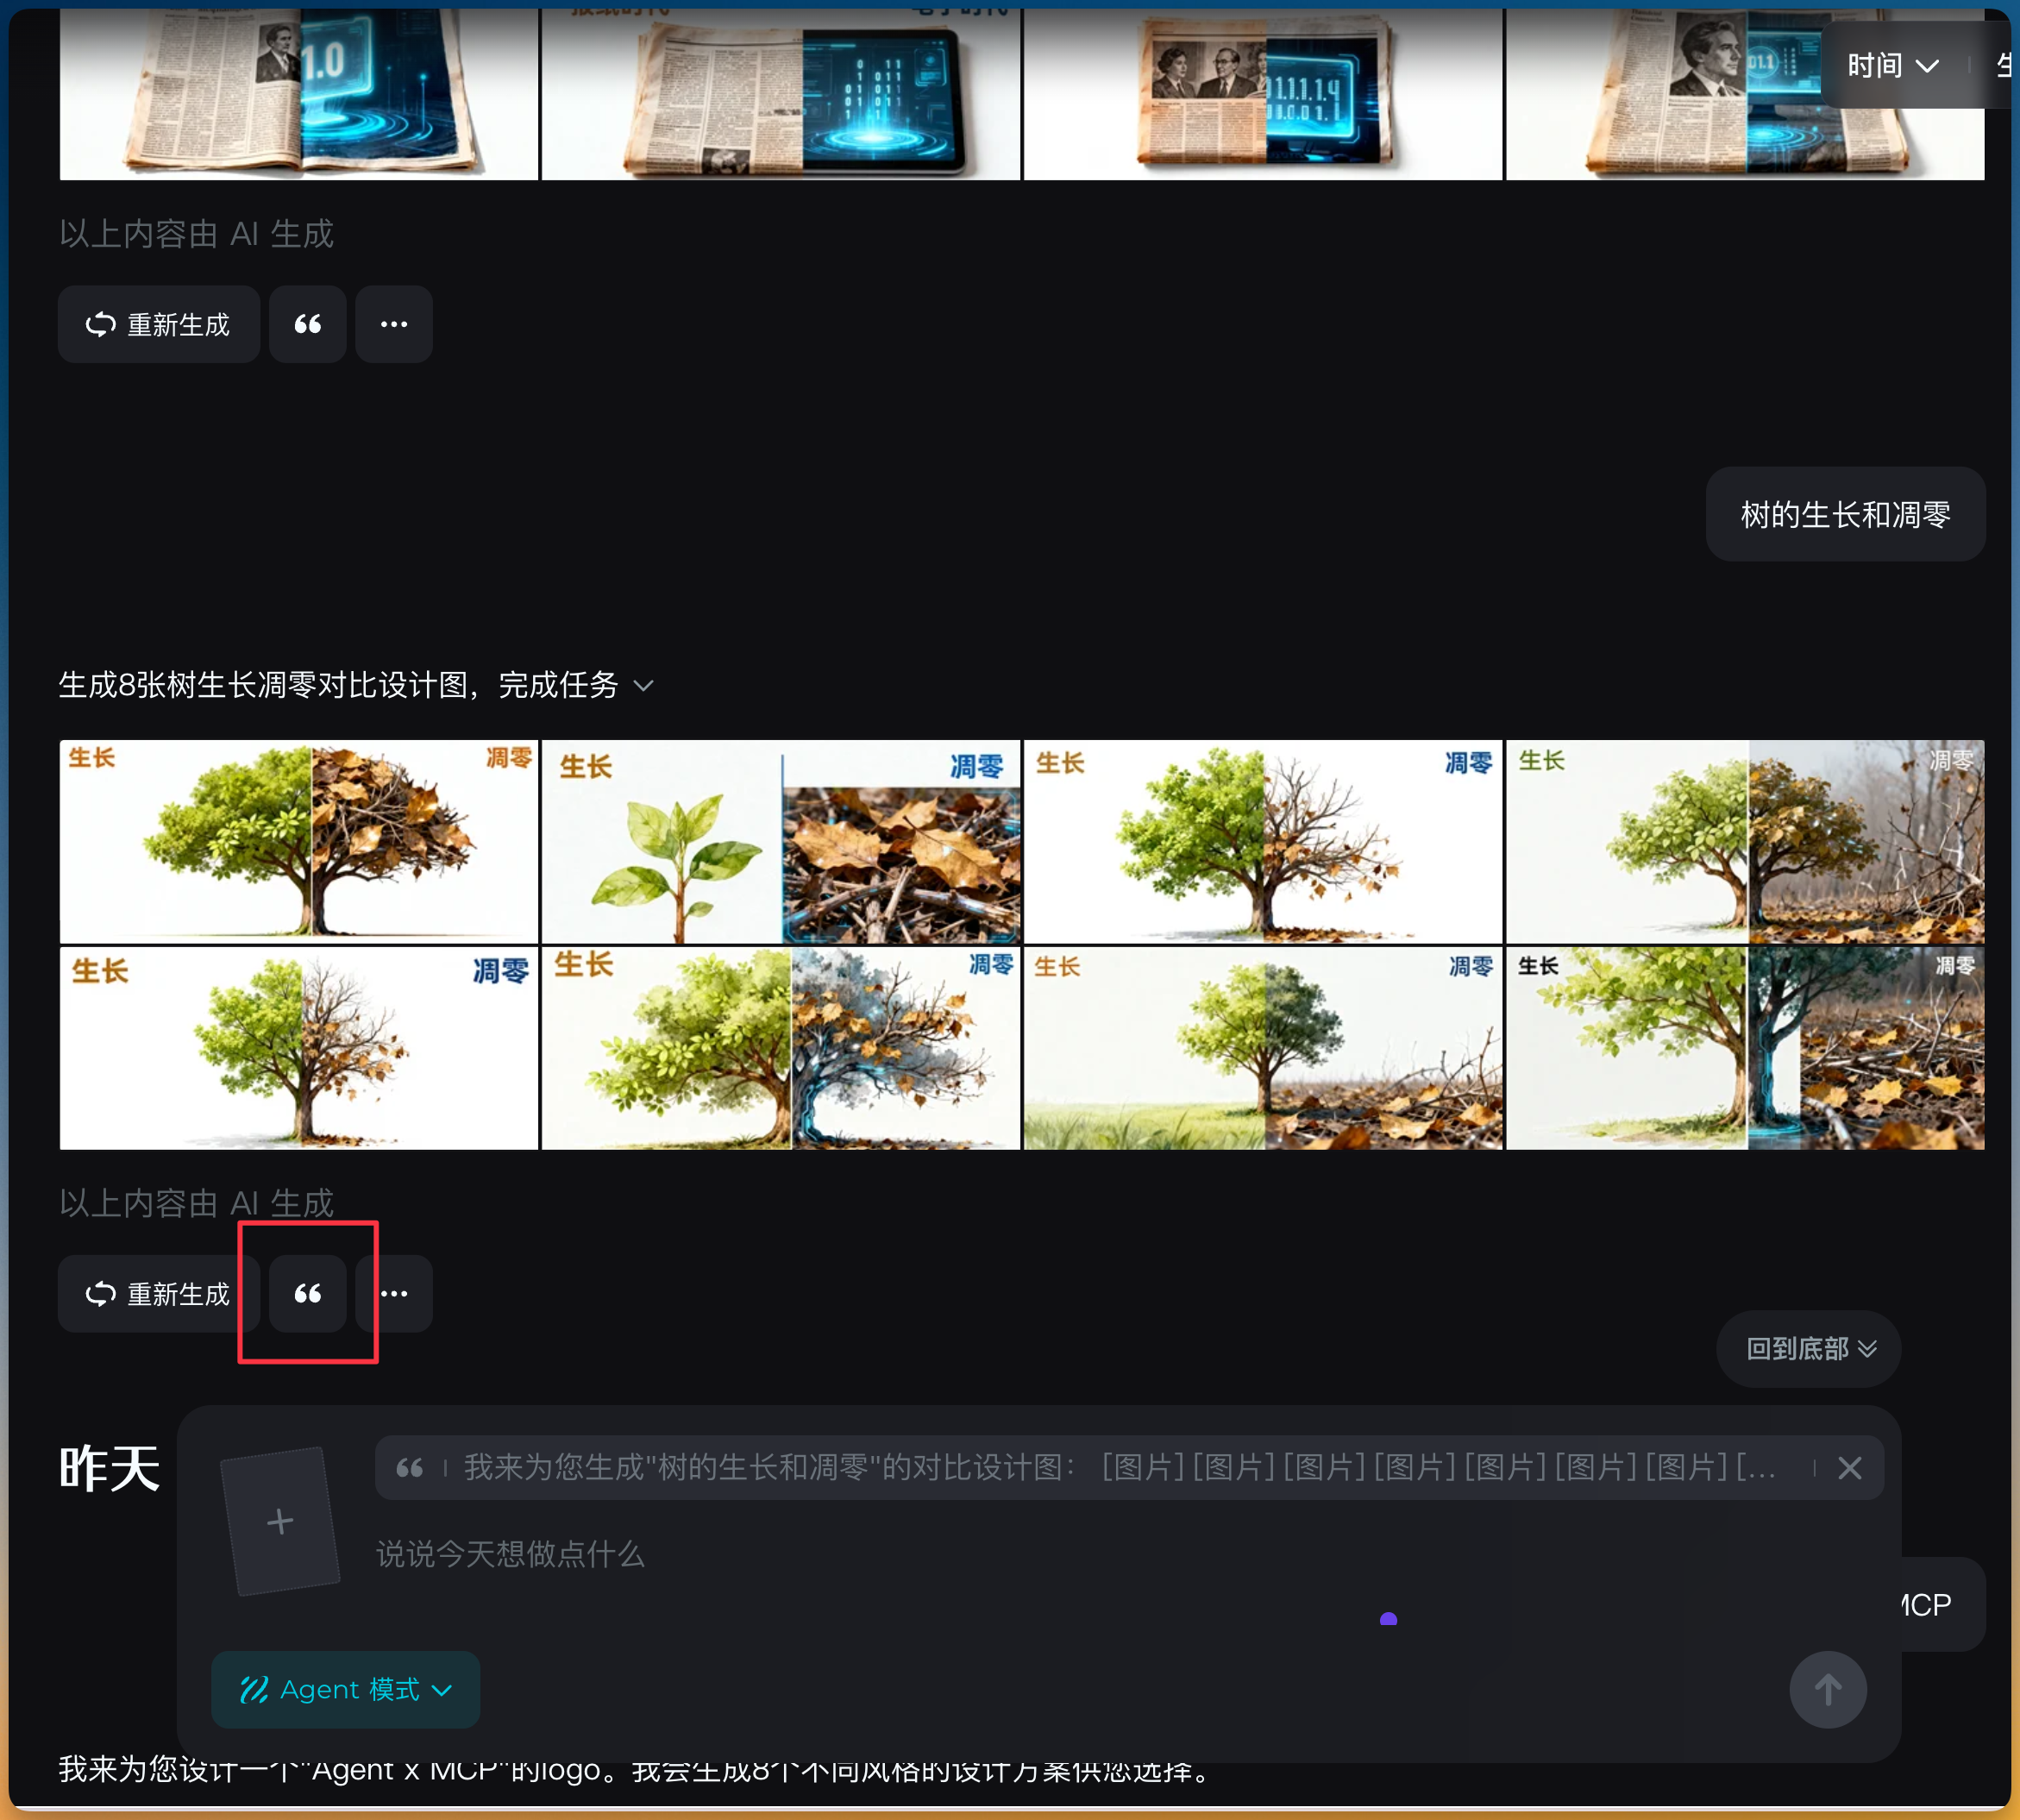 时间
1.0
以上内容由 AI 生成
重新生成
树的生长和凋零
生成8张树生长凋零对比设计图，完成任务
生长 凋零
生长 凋零
生长 凋零
生长 凋零
生长 凋零
生长 凋零
生长 凋零
生长 凋零
以上内容由 AI 生成
重新生成
回到底部
昨天
我来为您生成"树的生长和凋零"的对比设计图： [图片] [图片] [图片] [图片] [图片] [图片] [图片] [...
说说今天想做点什么
MCP
Agent 模式
我来为您设计一个"Agent x MCP"的logo。我会生成8个不同风格的设计方案供您选择。